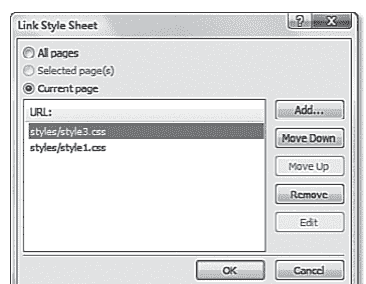 Link Style Sheet
All pages
Selected page(s)
Current page
URL:
styles/style3.css
styles/style1.css
Add...
Move Down
Move Up
Remove
Edit
OK
Cancel